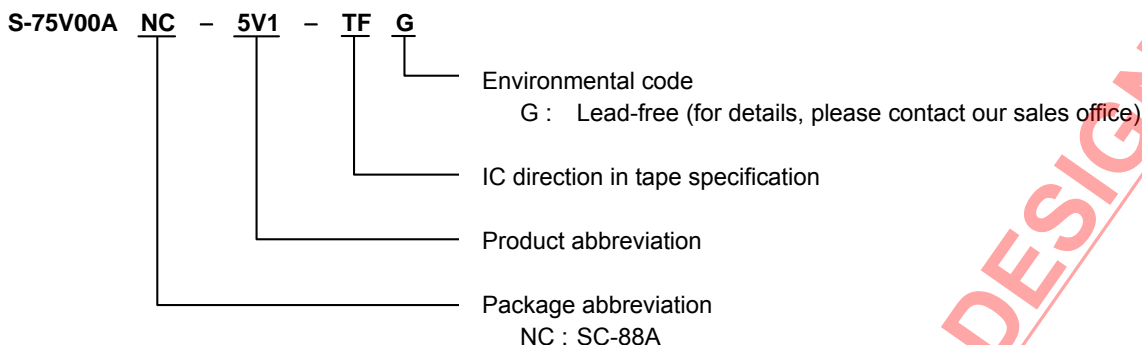 S-75V00A NC – 5V1 – TF G
Environmental code
G : Lead-free (for details, please contact our sales office)
IC direction in tape specification
Product abbreviation
Package abbreviation
NC : SC-88A
DESIGN